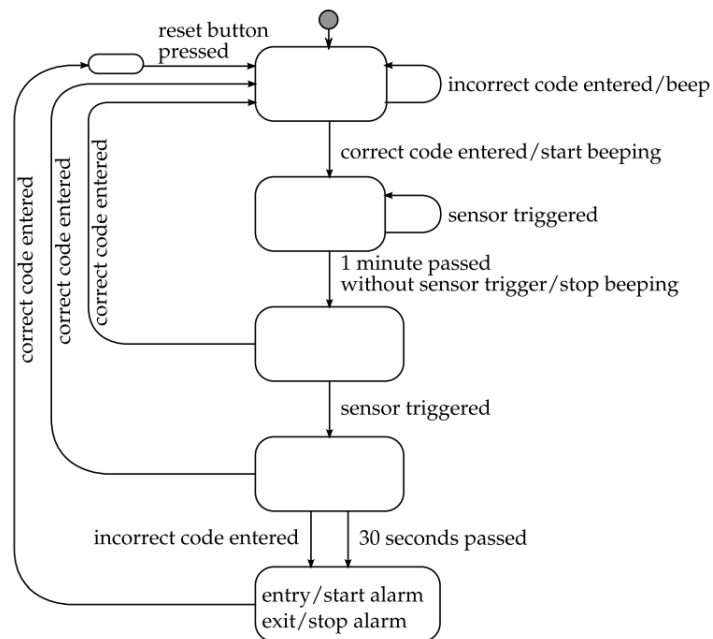 reset button
pressed
incorrect code entered/beep
correct code entered/start beeping
sensor triggered
1 minute passed
without sensor trigger/stop beeping
correct code entered
correct code entered
correct code entered
sensor triggered
incorrect code entered
30 seconds passed
entry/start alarm
exit/stop alarm